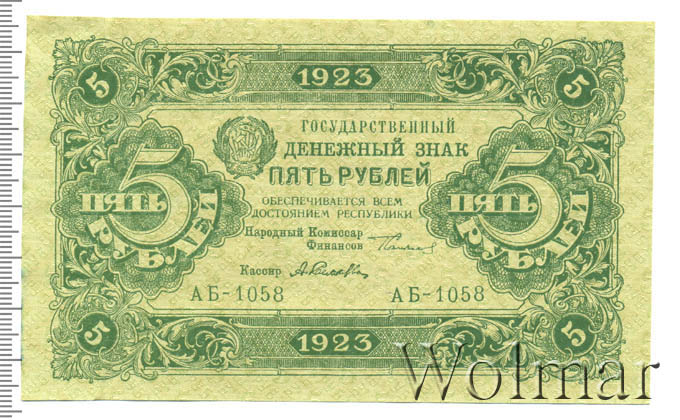 5 1923 5
ГОСУДАРСТВЕННЫЙ
ДЕНЕЖНЫЙ ЗНАК
ПЯТЬ РУБЛЕЙ
ОБЕСПЕЧИВАЕТСЯ ВСЕМ
ДОСТОЯНИЕМ РЕСПУБЛИКИ
5 ПЯТЬ РУБЛЕЙ
5 ПЯТЬ РУБЛЕЙ
Народный Комиссар
Финансов
Кассир
АБ-1058 АБ-1058
5 1923 5
Wolmar